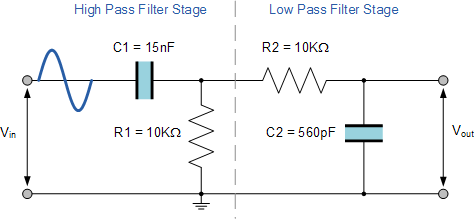 High Pass Filter Stage
Low Pass Filter Stage
C1 = 15nF
R2 = 10KΩ
Vin
R1 = 10KΩ
C2 = 560pF
Vout